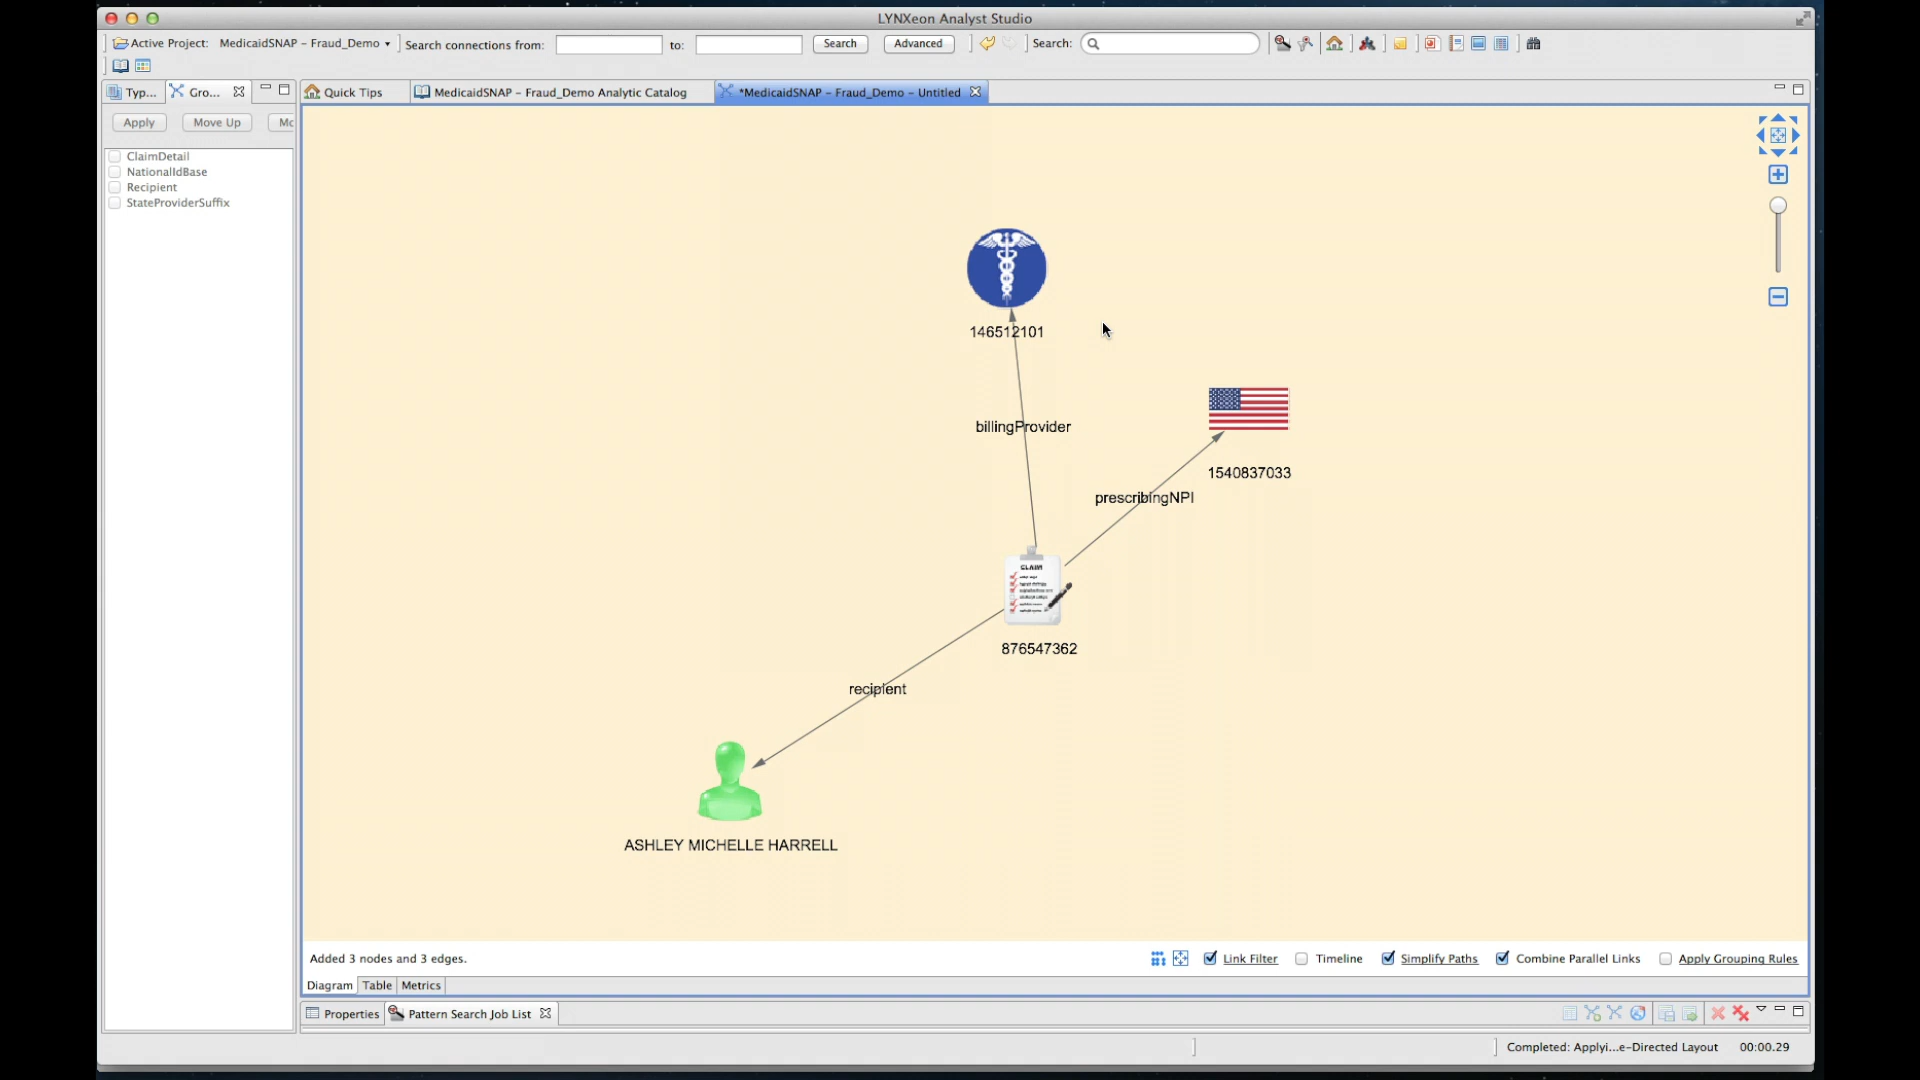 LYNXeon Analyst Studio
Active Project: MedicaidSNAP - Fraud_Demo Search connections from: to: Search Advanced Search:
Typ... Gro... Quick Tips MedicaidSNAP - Fraud_Demo Analytic Catalog *MedicaidSNAP - Fraud_Demo - Untitled
Apply Move Up Mo
ClaimDetail
NationalIdBase
Recipient
StateProviderSuffix
146512101
billingProvider
1540837033
prescribingNPI
CLAIM
876547362
recipient
ASHLEY MICHELLE HARRELL
Added 3 nodes and 3 edges. Link Filter Timeline Simplify Paths Combine Parallel Links Apply Grouping Rules
Diagram Table Metrics
Properties Pattern Search Job List
Completed: Applyi...e-Directed Layout 00:00.29